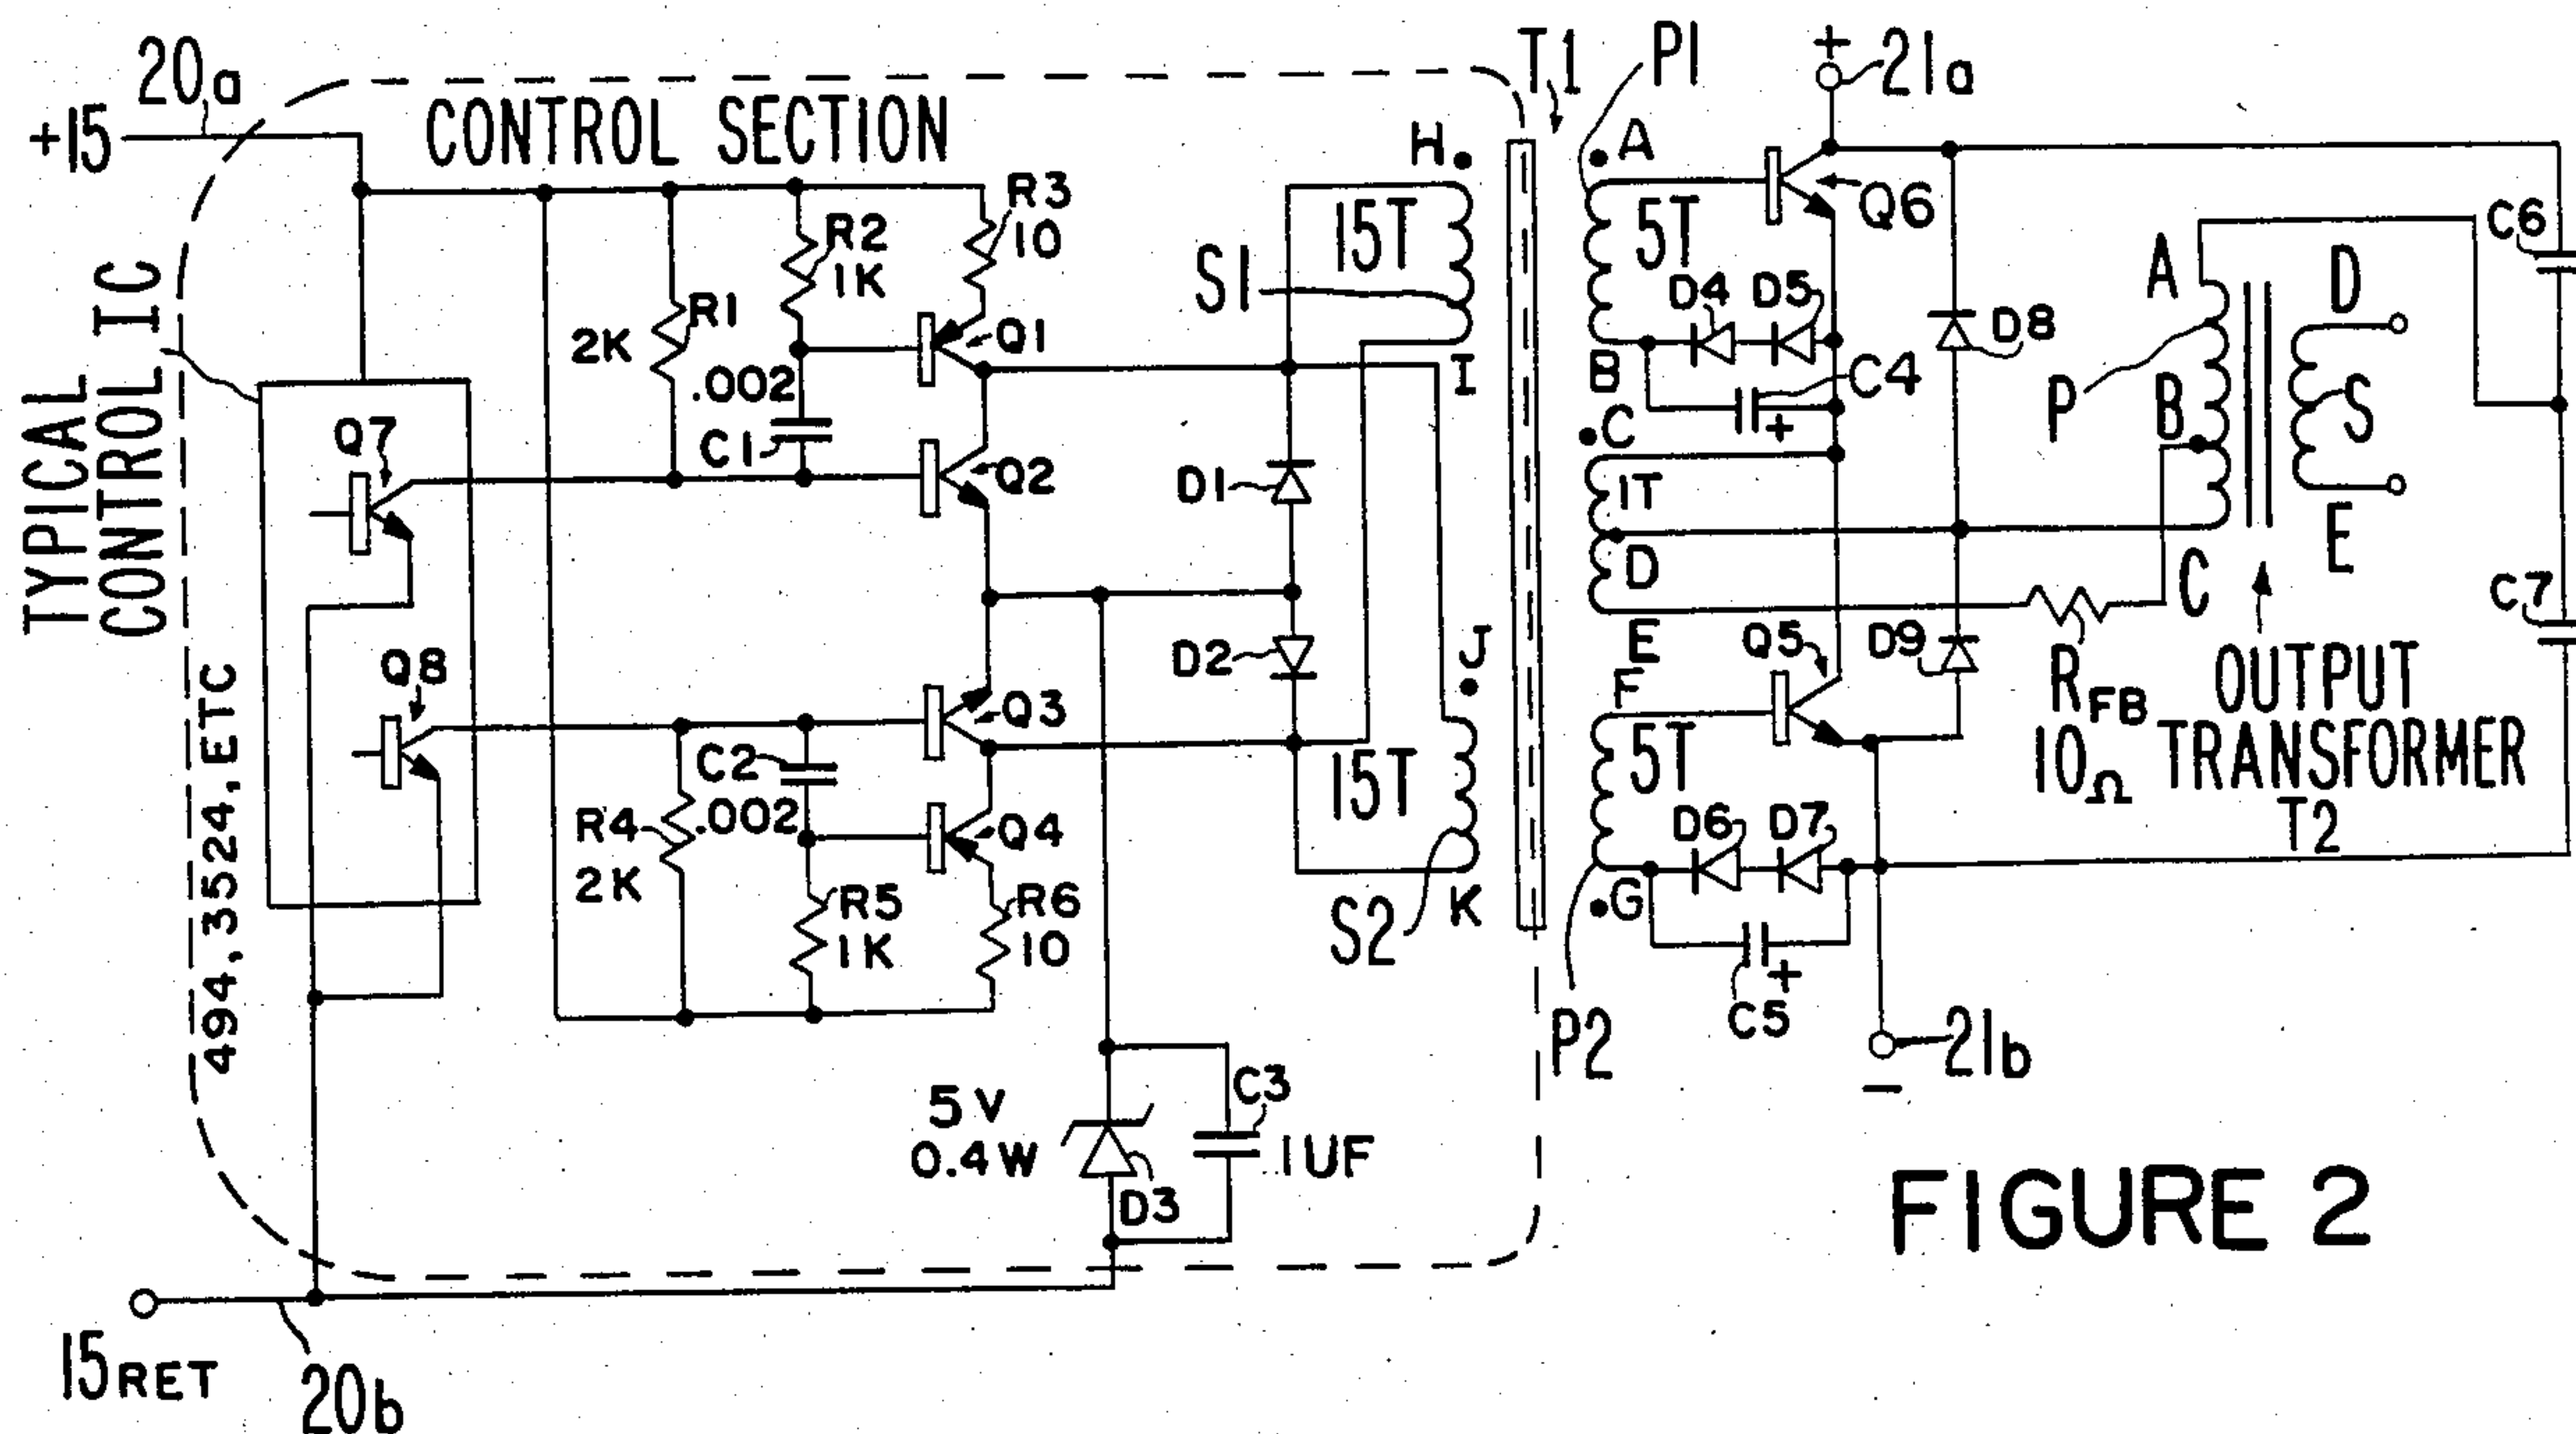 20a
+15
CONTROL SECTION
TYPICAL
CONTROL IC
494, 3524, ETC
Q7
Q8
R1
2K
R2
1K
R3
10
.002
C1
Q1
Q2
Q3
Q4
C2
.002
R4
2K
R5
1K
R6
10
D1
D2
5V
0.4W
D3
C3
1UF
15RET
20b
H
15T
S1
I
J
15T
S2
K
T1
P1
A
5T
B
C
1T
D
E
F
5T
G
P2
D4
D5
C4
+
Q6
+
21a
D8
Q5
D9
D6
D7
C5
+
21b
−
RFB
10Ω
A
P
B
C
D
S
E
OUTPUT
TRANSFORMER
T2
C6
C7
FIGURE 2